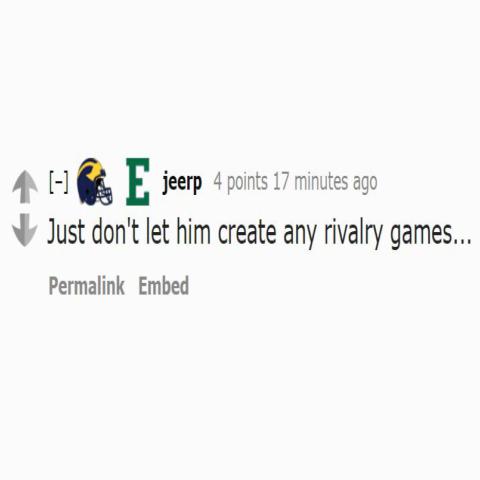 [–] E jeerp 4 points 17 minutes ago
Just don't let him create any rivalry games...
Permalink Embed